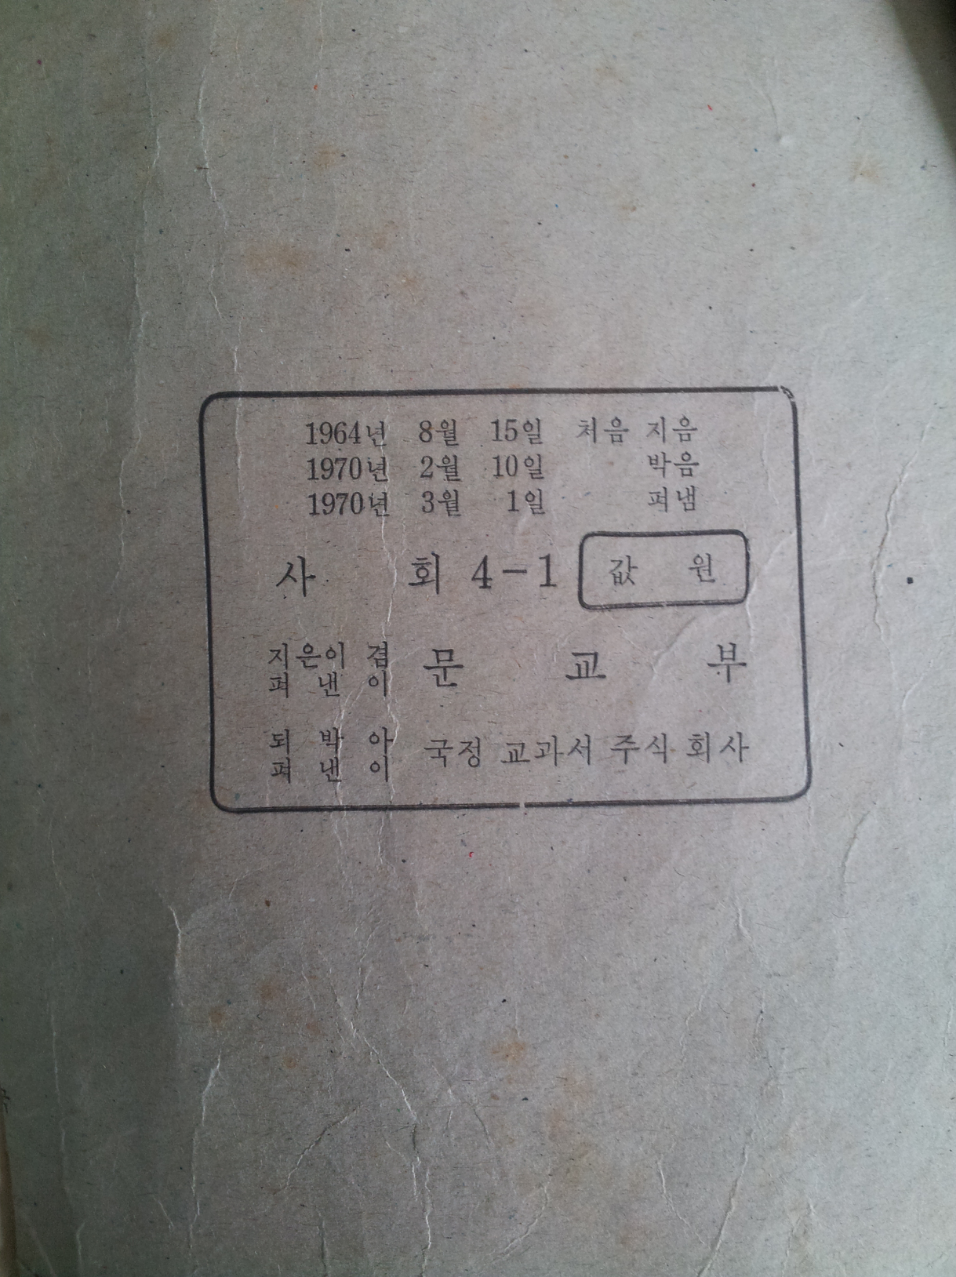 1964년 8월 15일 처음 지음
1970년 2월 10일 박음
1970년 3월 1일 펴냄
사 회 4-1 값 원
지은이 겸
펴 낸 이 문 교 부
되 박 아
펴 낸 이 국정 교과서 주식 회사